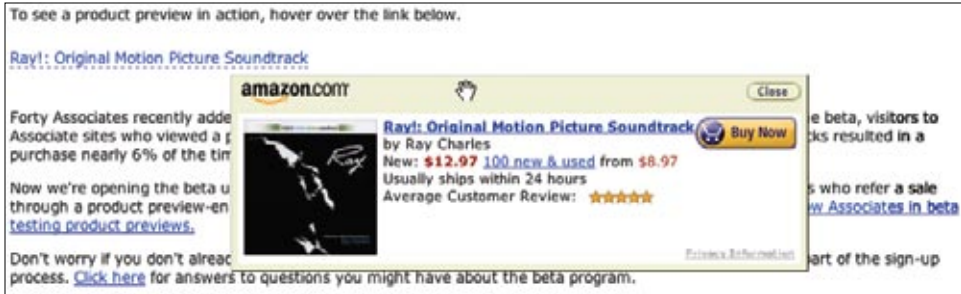 To see a product preview in action, hover over the link below.
Ray!: Original Motion Picture Soundtrack
amazon.com
Close
Forty Associates recently adde
e beta, visitors to
Associate sites who viewed a p
cks resulted in a
purchase nearly 6% of the tim
Ray!: Original Motion Picture Soundtrack
Buy Now
by Ray Charles
New: $12.97 100 new & used from $8.97
Usually ships within 24 hours
Average Customer Review:
Ray
Privacy Information
Now we're opening the beta u
s who refer a sale
through a product preview-en
ow Associates in beta
testing product previews.
Don't worry if you don't alread
part of the sign-up
process. Click here for answers to questions you might have about the beta program.